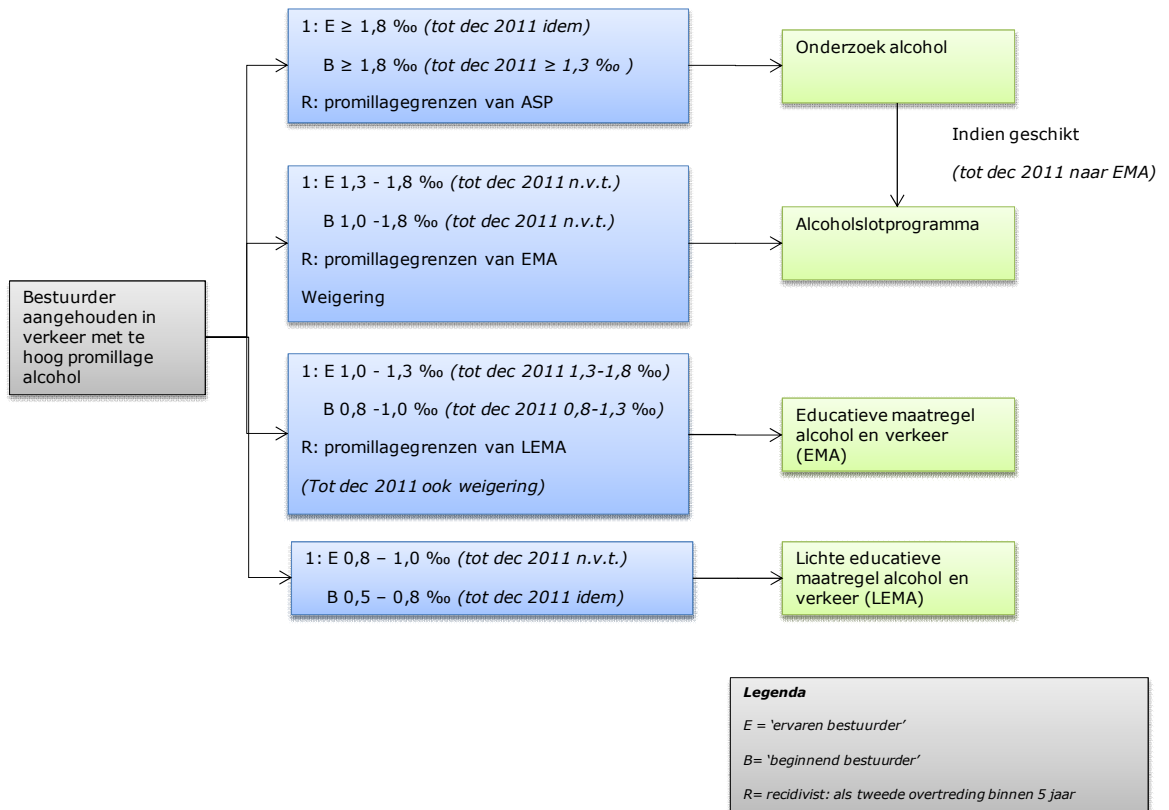 1: E ≥ 1,8 ‰ (tot dec 2011 idem)
B ≥ 1,8 ‰ (tot dec 2011 ≥ 1,3 ‰ )
R: promillagegrenzen van ASP
Onderzoek alcohol
Indien geschikt
(tot dec 2011 naar EMA)
1: E 1,3 - 1,8 ‰ (tot dec 2011 n.v.t.)
B 1,0 -1,8 ‰ (tot dec 2011 n.v.t.)
R: promillagegrenzen van EMA
Weigering
Alcoholslotprogramma
Bestuurder
aangehouden in
verkeer met te
hoog promillage
alcohol
1: E 1,0 - 1,3 ‰ (tot dec 2011 1,3-1,8 ‰)
B 0,8 -1,0 ‰ (tot dec 2011 0,8-1,3 ‰)
R: promillagegrenzen van LEMA
(Tot dec 2011 ook weigering)
Educatieve maatregel
alcohol en verkeer
(EMA)
1: E 0,8 – 1,0 ‰ (tot dec 2011 n.v.t.)
B 0,5 – 0,8 ‰ (tot dec 2011 idem)
Lichte educatieve
maatregel alcohol en
verkeer (LEMA)
Legenda
E = ‘ervaren bestuurder’
B= ‘beginnend bestuurder’
R= recidivist: als tweede overtreding binnen 5 jaar